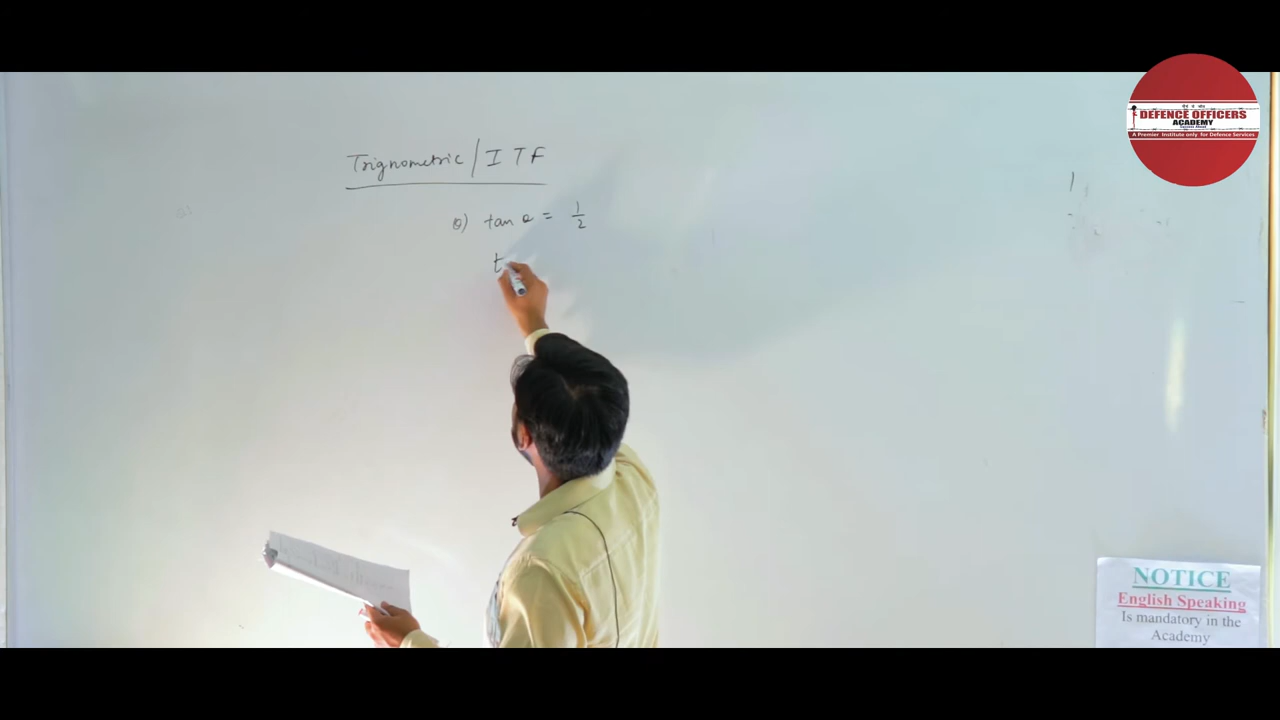 Trignometric / ITF
Q) tan θ = 1/2
t
DEFENCE OFFICERS
ACADEMY
A Premier Institute only for Defence Services
NOTICE
English Speaking
Is mandatory in the
Academy